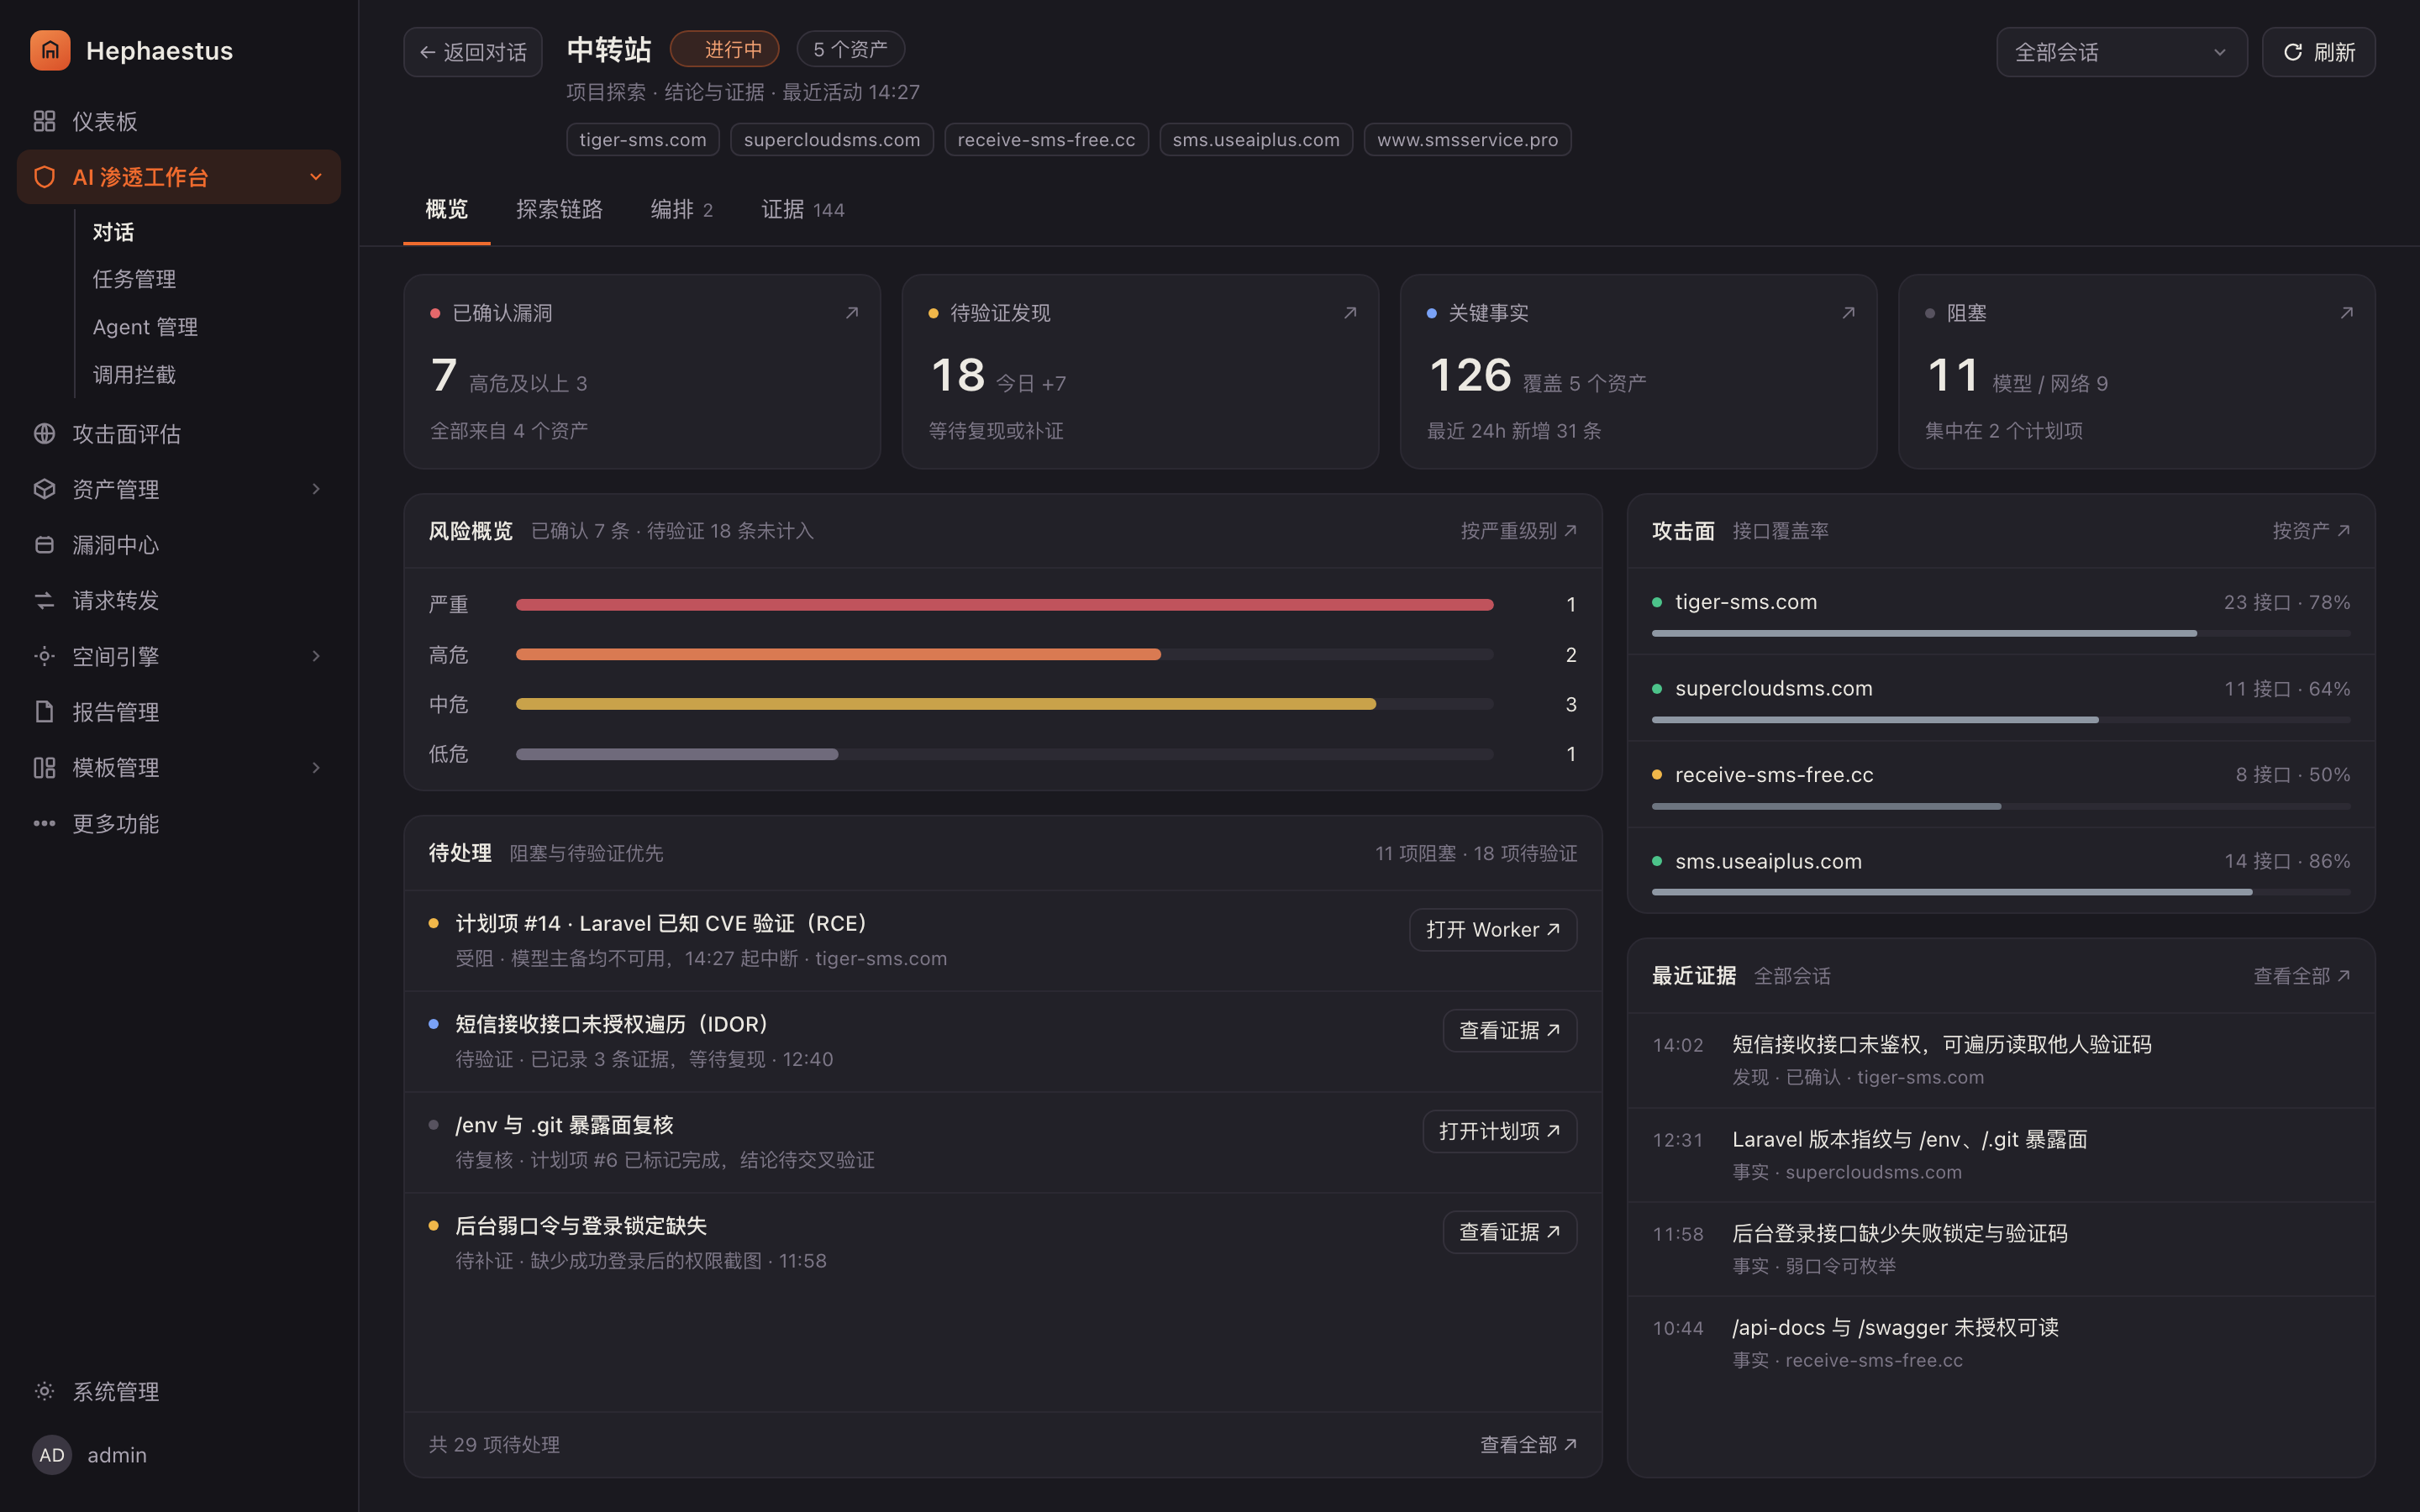 Hephaestus
仪表板
AI 渗透工作台
对话
任务管理
Agent 管理
调用拦截
攻击面评估
资产管理
漏洞中心
请求转发
空间引擎
报告管理
模板管理
更多功能
系统管理
AD admin
← 返回对话 中转站 进行中 5 个资产
全部会话 刷新
项目探索 · 结论与证据 · 最近活动 14:27
tiger-sms.com supercloudsms.com receive-sms-free.cc sms.useaiplus.com www.smsservice.pro
概览 探索链路 编排 2 证据 144
已确认漏洞 ↗
7 高危及以上 3
全部来自 4 个资产
待验证发现 ↗
18 今日 +7
等待复现或补证
关键事实 ↗
126 覆盖 5 个资产
最近 24h 新增 31 条
阻塞 ↗
11 模型 / 网络 9
集中在 2 个计划项
风险概览 已确认 7 条 · 待验证 18 条未计入 按严重级别 ↗
严重 1
高危 2
中危 3
低危 1
待处理 阻塞与待验证优先 11 项阻塞 · 18 项待验证
计划项 #14 · Laravel 已知 CVE 验证（RCE） 打开 Worker ↗
受阻 · 模型主备均不可用，14:27 起中断 · tiger-sms.com
短信接收接口未授权遍历（IDOR） 查看证据 ↗
待验证 · 已记录 3 条证据，等待复现 · 12:40
/env 与 .git 暴露面复核 打开计划项 ↗
待复核 · 计划项 #6 已标记完成，结论待交叉验证
后台弱口令与登录锁定缺失 查看证据 ↗
待补证 · 缺少成功登录后的权限截图 · 11:58
共 29 项待处理 查看全部 ↗
攻击面 接口覆盖率 按资产 ↗
tiger-sms.com 23 接口 · 78%
supercloudsms.com 11 接口 · 64%
receive-sms-free.cc 8 接口 · 50%
sms.useaiplus.com 14 接口 · 86%
最近证据 全部会话 查看全部 ↗
14:02 短信接收接口未鉴权，可遍历读取他人验证码
发现 · 已确认 · tiger-sms.com
12:31 Laravel 版本指纹与 /env、/.git 暴露面
事实 · supercloudsms.com
11:58 后台登录接口缺少失败锁定与验证码
事实 · 弱口令可枚举
10:44 /api-docs 与 /swagger 未授权可读
事实 · receive-sms-free.cc